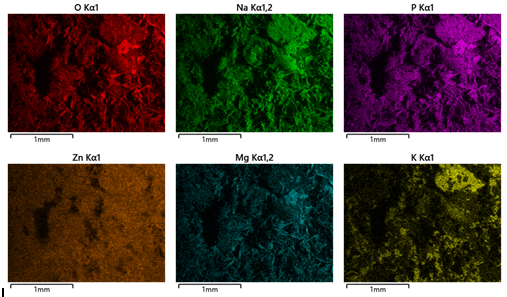 O Kα1
Na Kα1,2
P Kα1
1mm
1mm
1mm
Zn Kα1
Mg Kα1,2
K Kα1
1mm
1mm
1mm